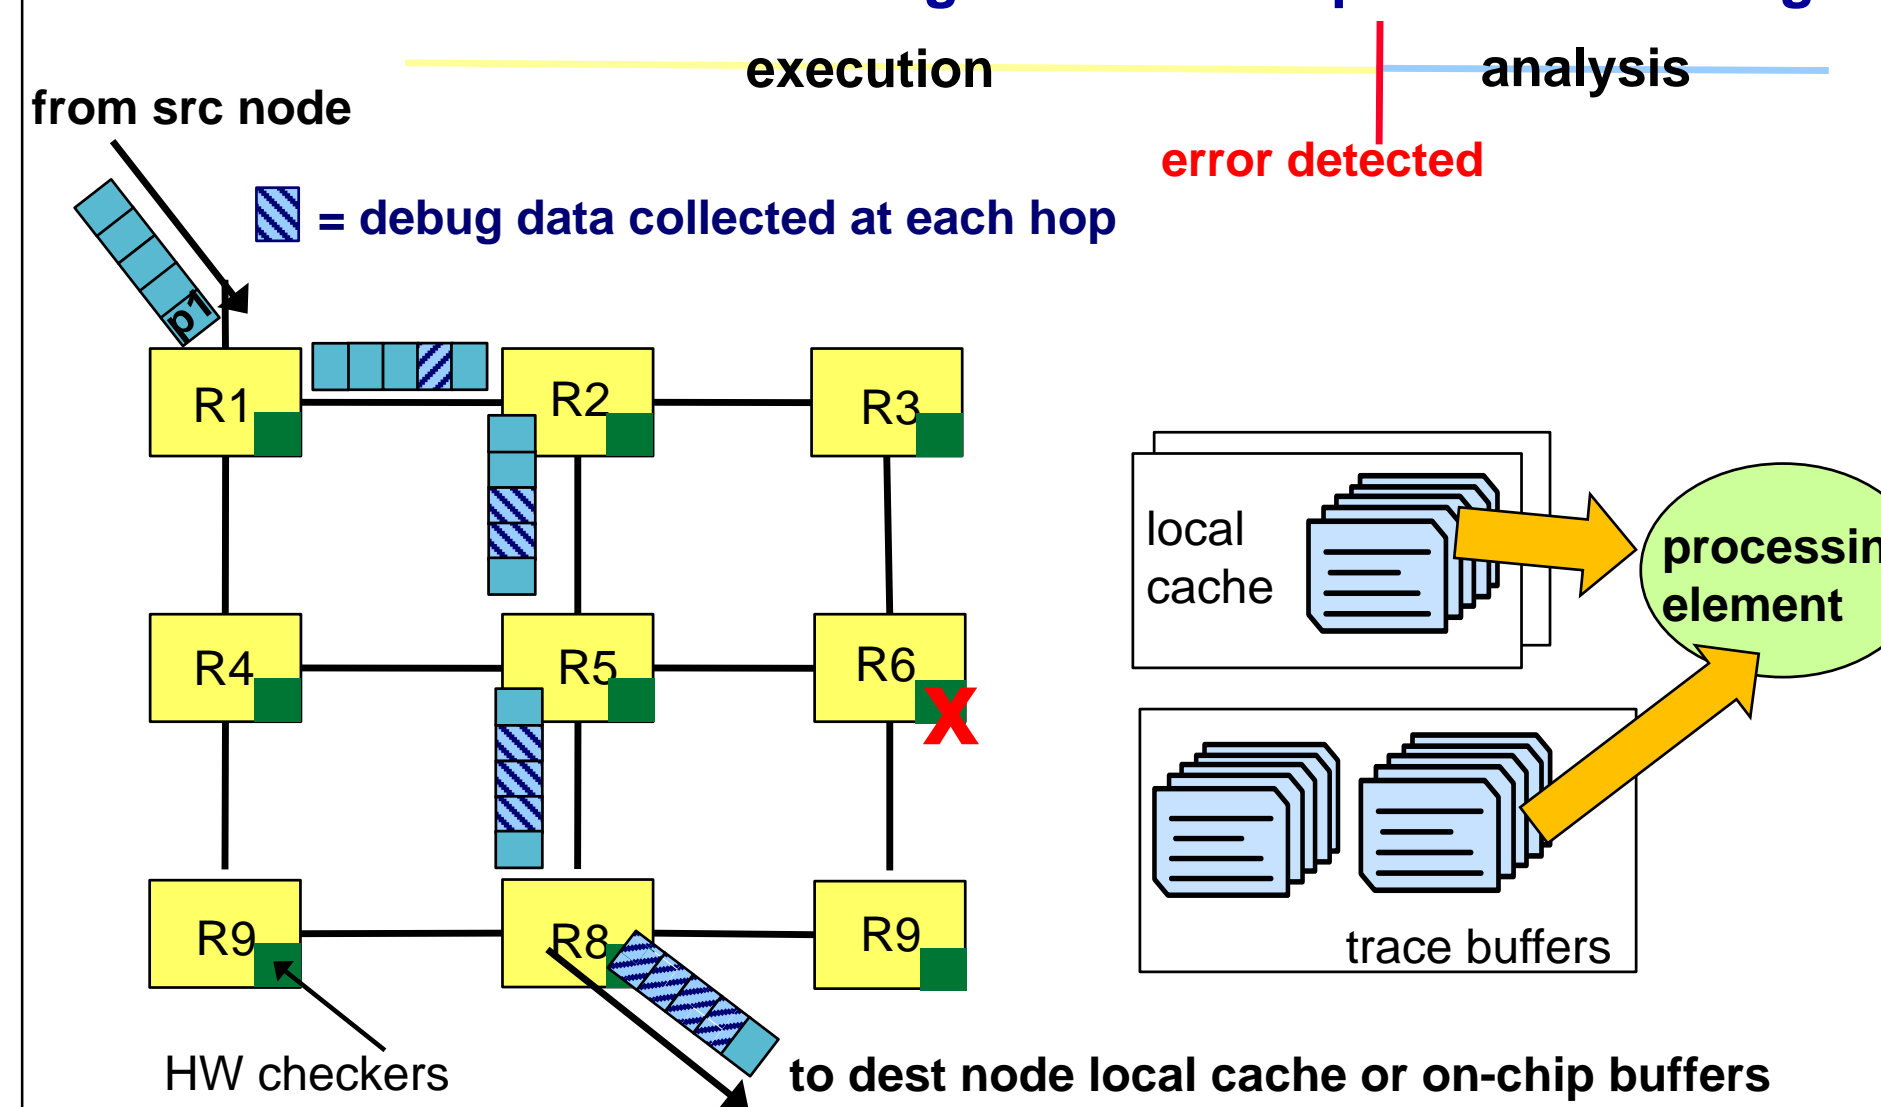 execution
analysis
from src node
error detected
= debug data collected at each hop
p1
R1
R2
R3
local
cache
processin
element
R4
R5
R6
X
R9
R8
R9
trace buffers
HW checkers
to dest node local cache or on-chip buffers